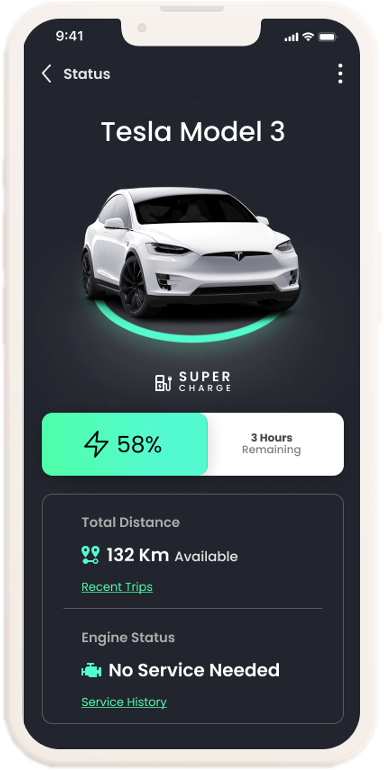 9:41
Status
Tesla Model 3
SUPER
CHARGE
58%
3 Hours
Remaining
Total Distance
132 Km Available
Recent Trips
Engine Status
No Service Needed
Service History